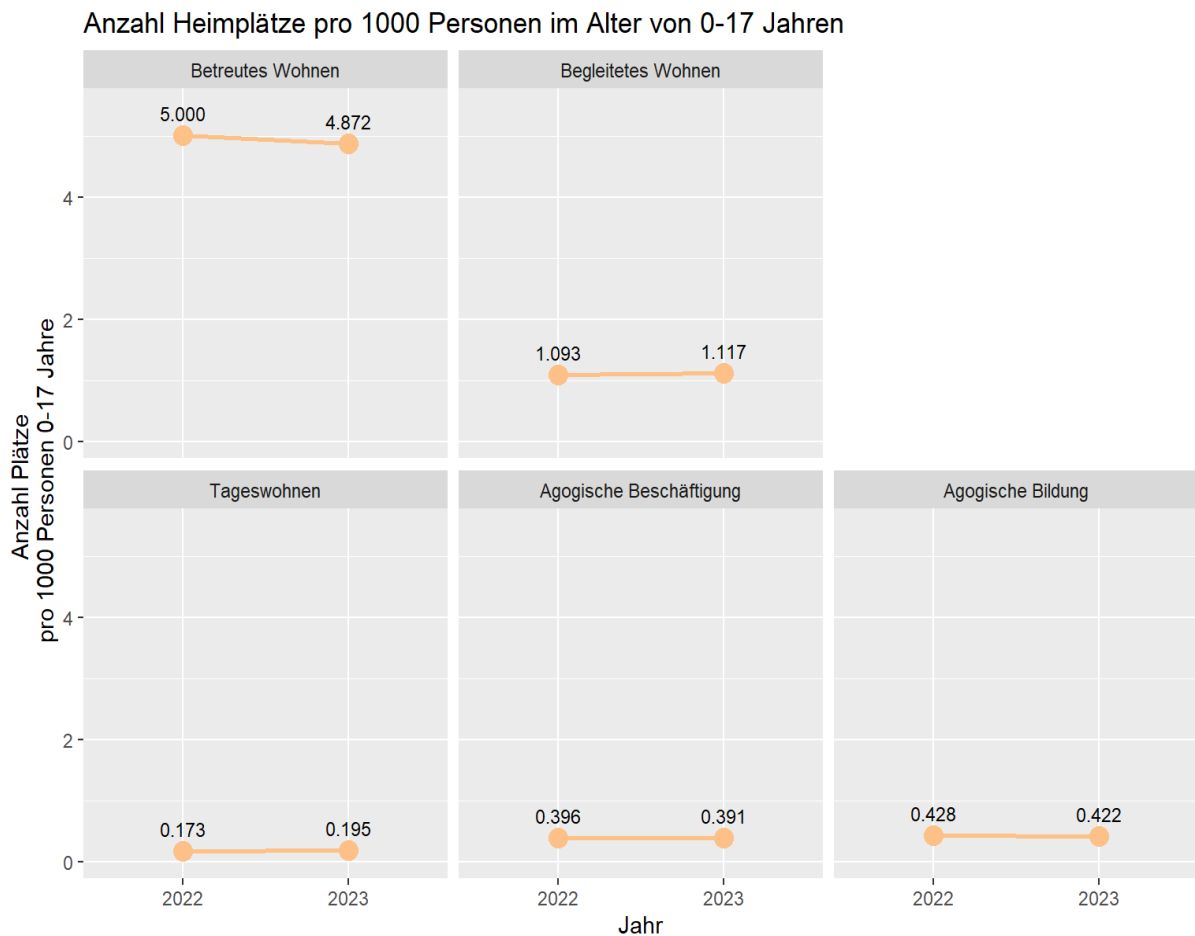 Anzahl Heimplätze pro 1000 Personen im Alter von 0-17 Jahren
Betreutes Wohnen
Begleitetes Wohnen
5.000
4.872
1.093
1.117
4
2
0
Tageswohnen
Agogische Beschäftigung
Agogische Bildung
0.173
0.195
0.396
0.391
0.428
0.422
4
2
0
2022
2023
2022
2023
2022
2023
Jahr
Anzahl Plätze
pro 1000 Personen 0-17 Jahre